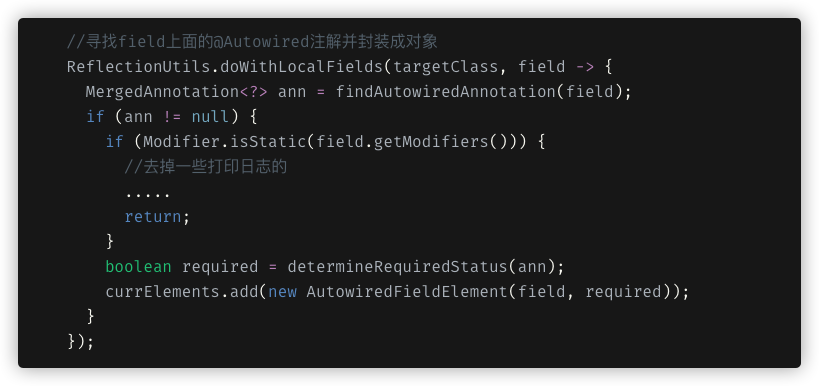 //寻找field上面的@Autowired注解并封装成对象
ReflectionUtils.doWithLocalFields(targetClass, field -> {
  MergedAnnotation<?> ann = findAutowiredAnnotation(field);
  if (ann != null) {
    if (Modifier.isStatic(field.getModifiers())) {
      //去掉一些打印日志的
      .....
      return;
    }
    boolean required = determineRequiredStatus(ann);
    currElements.add(new AutowiredFieldElement(field, required));
  }
});